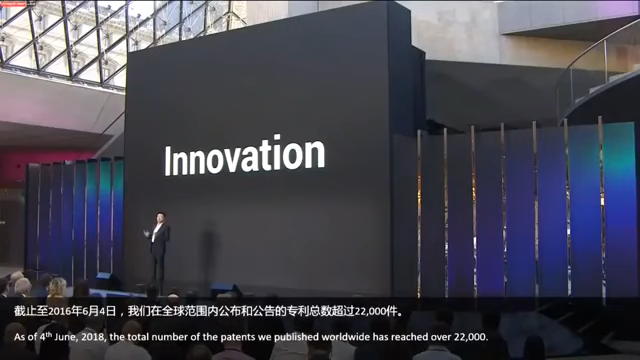 Innovation
截止至2016年6月4日，我们在全球范围内公布和公告的专利总数超过22,000件。
As of 4th June, 2018, the total number of the patents we published worldwide has reached over 22,000.